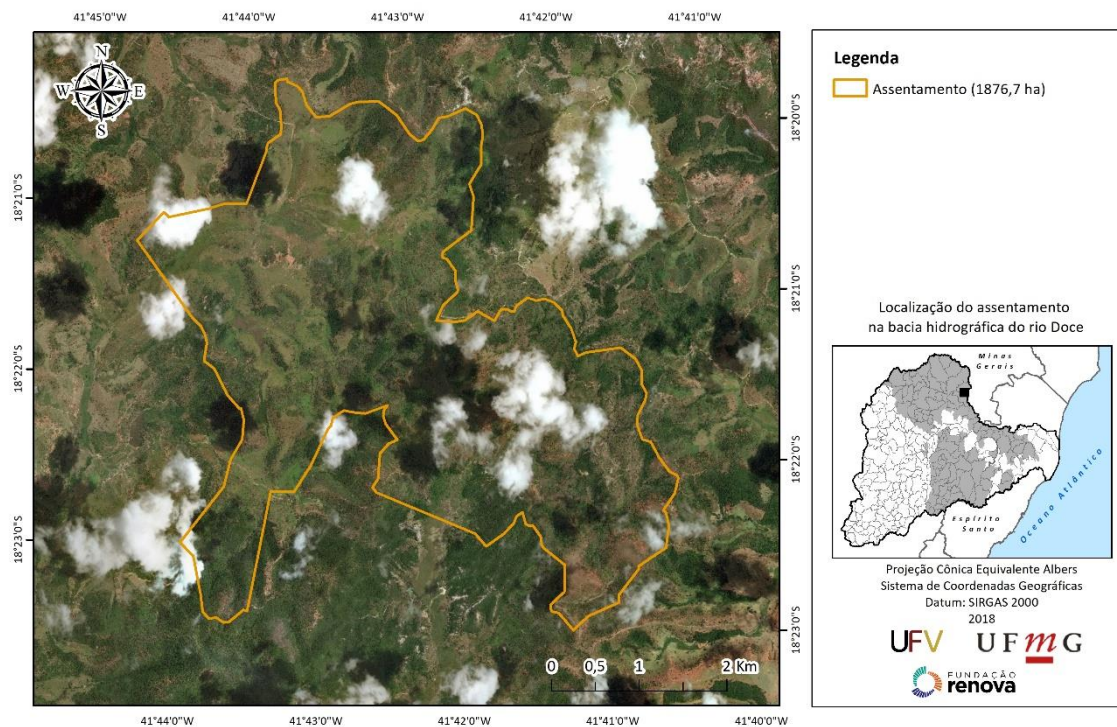 41°45'0"W 41°44'0"W 41°43'0"W 41°42'0"W 41°41'0"W
N
W E
S
18°21'0"S
18°22'0"S
18°23'0"S
18°20'0"S
18°21'0"S
18°22'0"S
18°23'0"S
0 0,5 1 2 Km
41°44'0"W 41°43'0"W 41°42'0"W 41°41'0"W 41°40'0"W
Legenda
Assentamento (1876,7 ha)
Localização do assentamento
na bacia hidrográfica do rio Doce
Minas
Gerais
Espírito
Santo
Oceano Atlântico
Projeção Cônica Equivalente Albers
Sistema de Coordenadas Geográficas
Datum: SIRGAS 2000
2018
UFV UFmG
FUNDAÇÃO
renova